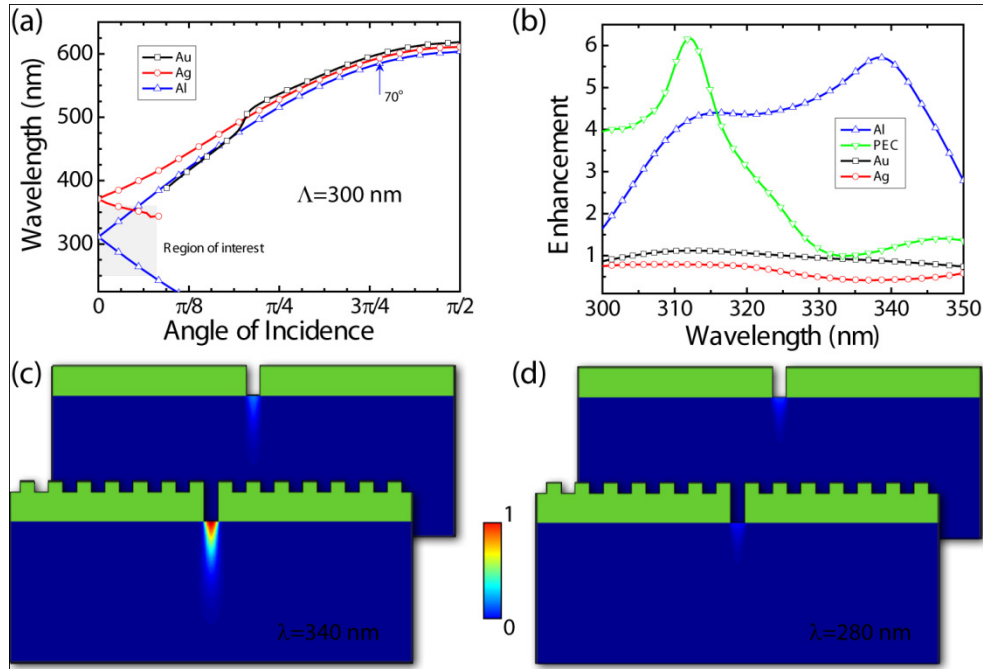 (a)
600
500
400
300
Wavelength (nm)
Au
Ag
Al
70°
Λ=300 nm
Region of interest
0
π/8
π/4
3π/4
π/2
Angle of Incidence
(b)
6
5
4
3
2
1
0
Enhancement
Al
PEC
Au
Ag
300
310
320
330
340
350
Wavelength (nm)
(c)
λ=340 nm
1
0
(d)
λ=280 nm